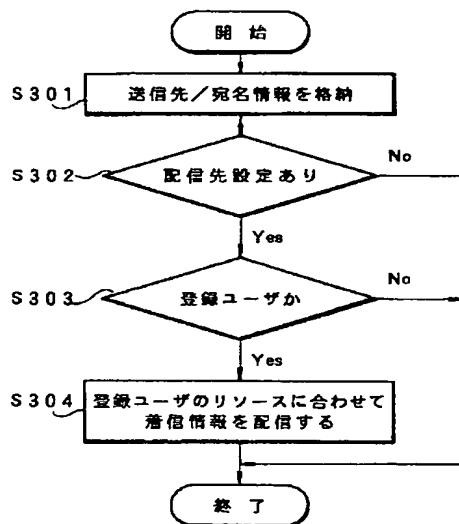 開始
S301
送信先／宛名情報を格納
S302
配信先設定あり
No
Yes
S303
登録ユーザか
No
Yes
S304
登録ユーザのリソースに合わせて
着信情報を配信する
終了